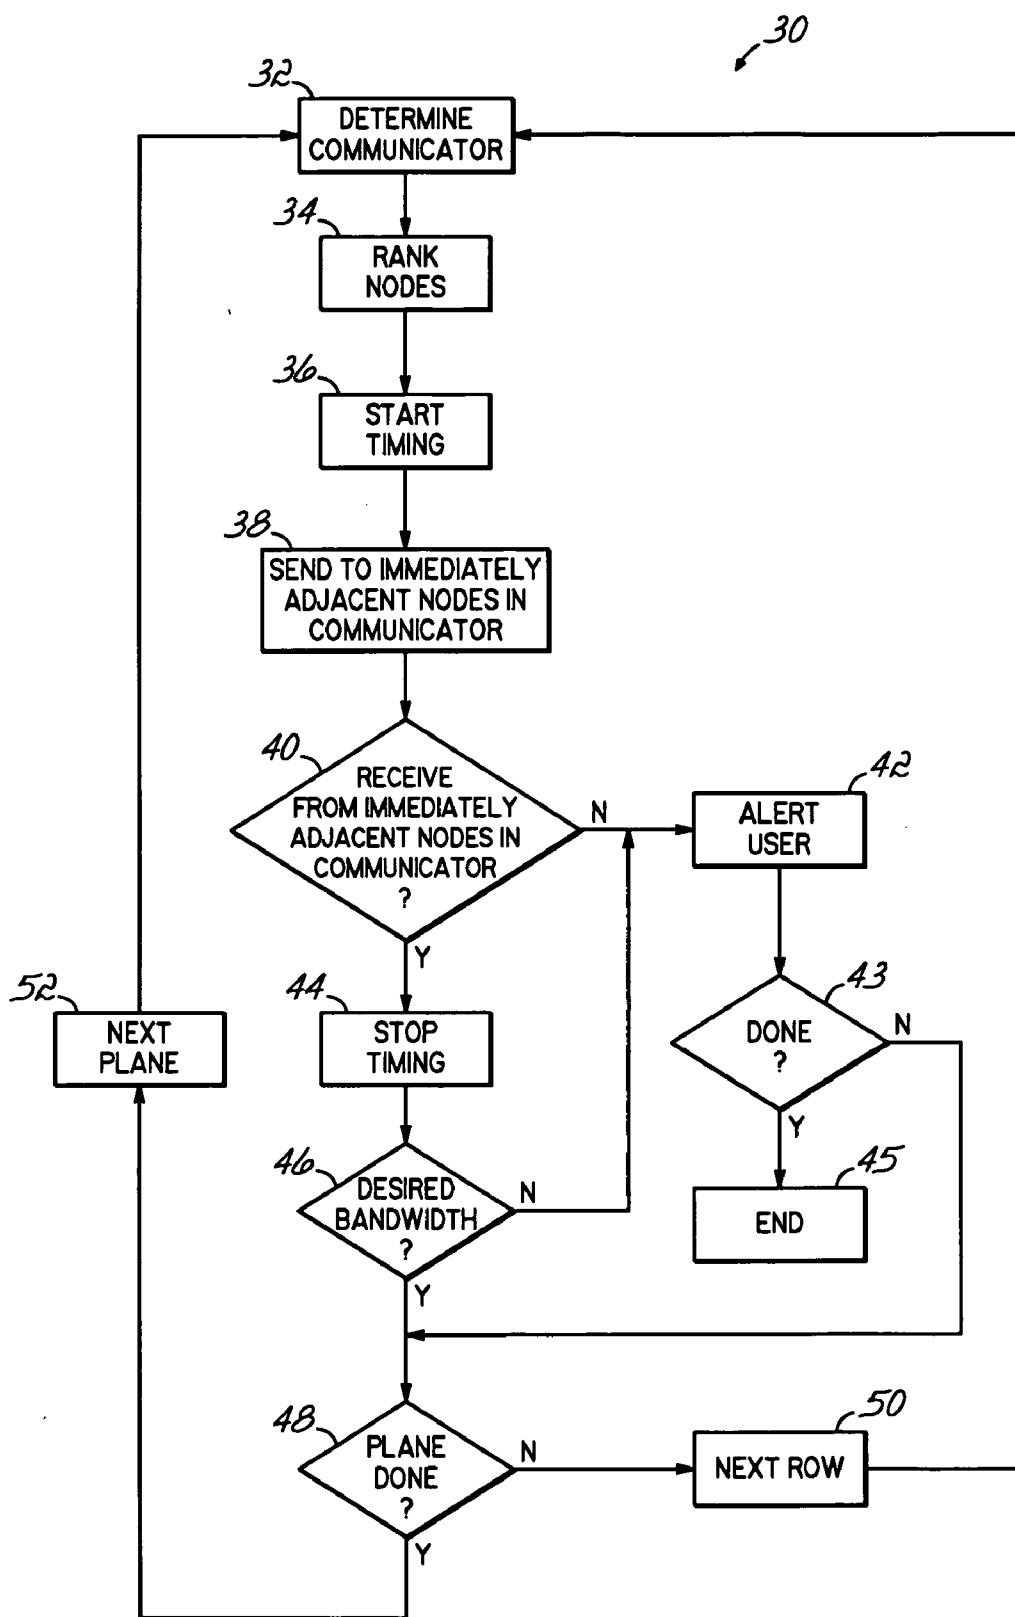 30
32
DETERMINE
COMMUNICATOR
34
RANK
NODES
36
START
TIMING
38
SEND TO IMMEDIATELY
ADJACENT NODES IN
COMMUNICATOR
40
RECEIVE
FROM IMMEDIATELY
ADJACENT NODES IN
COMMUNICATOR
?
N
Y
42
ALERT
USER
43
DONE
?
N
Y
44
STOP
TIMING
52
NEXT
PLANE
45
END
46
DESIRED
BANDWIDTH
?
N
Y
48
PLANE
DONE
?
N
Y
50
NEXT ROW